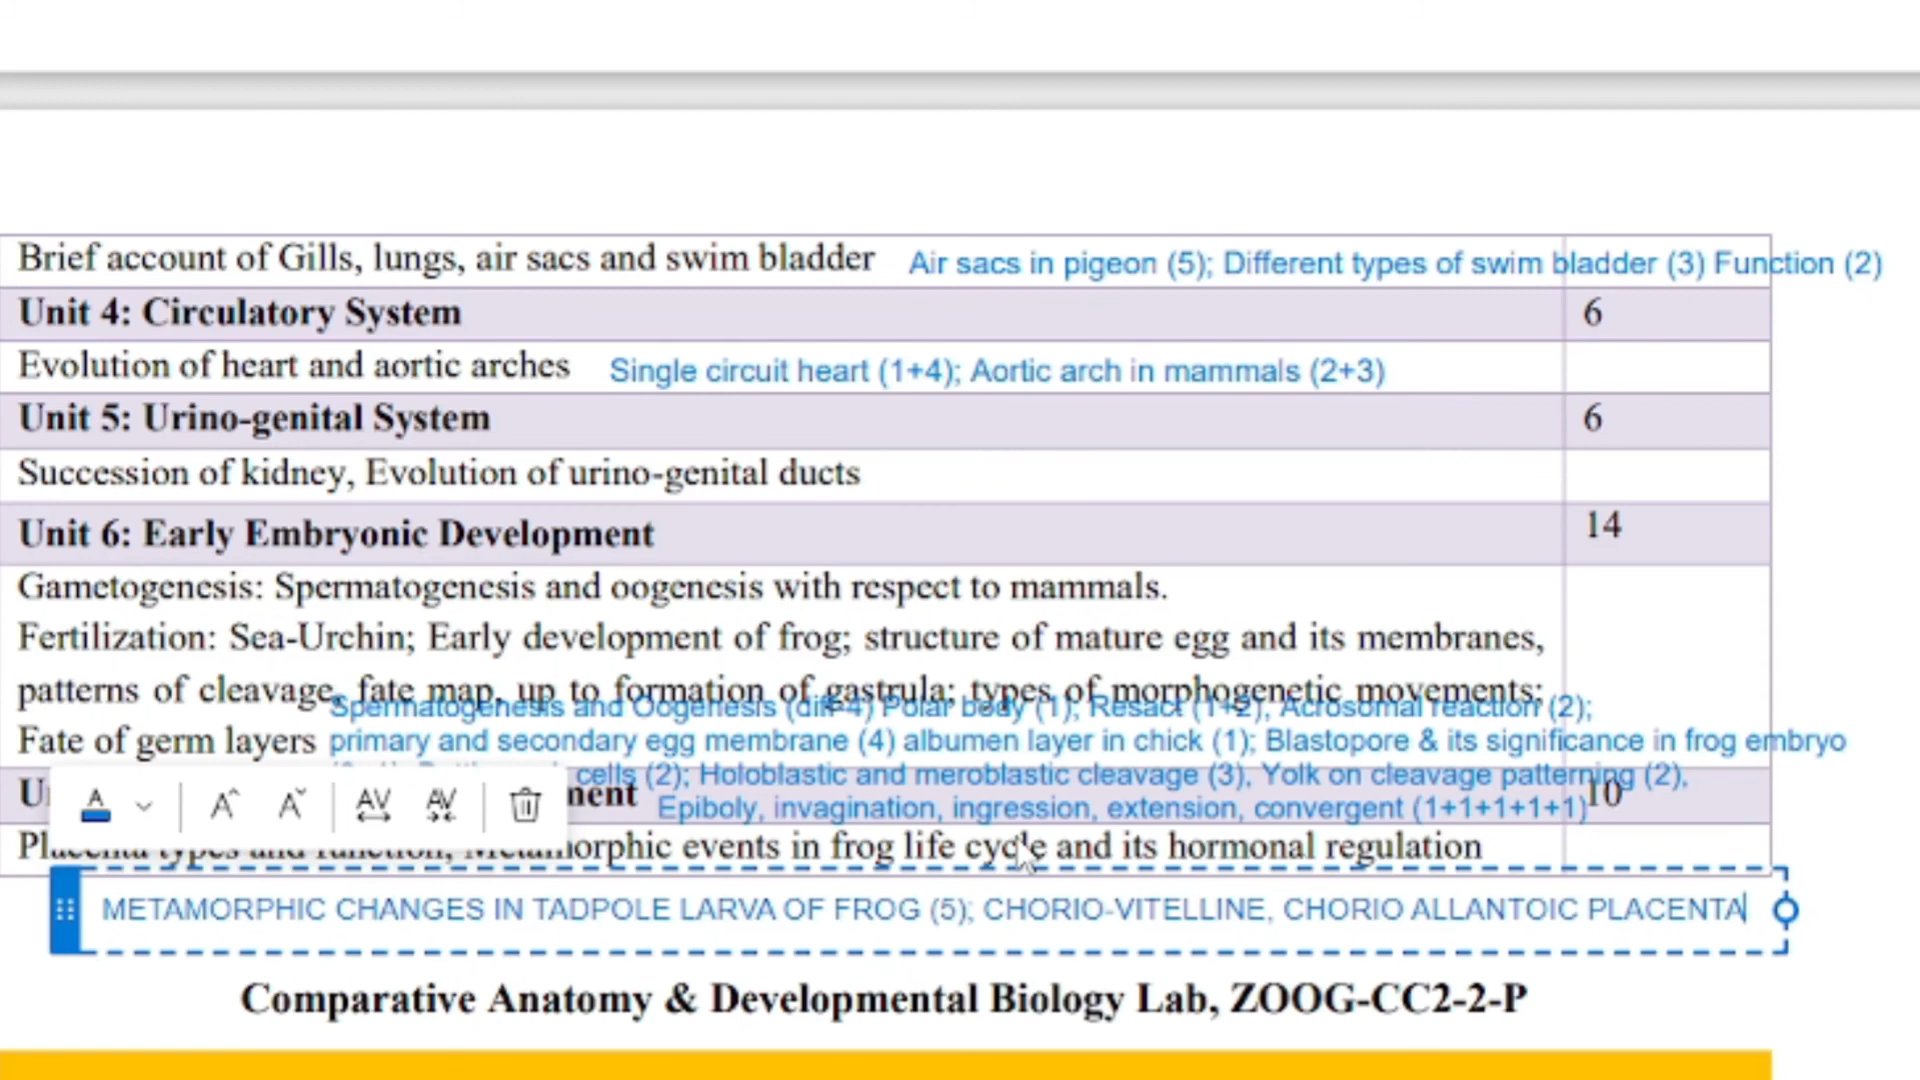 Brief account of Gills, lungs, air sacs and swim bladder Air sacs in pigeon (5); Different types of swim bladder (3) Function (2)
Unit 4: Circulatory System 6
Evolution of heart and aortic arches Single circuit heart (1+4); Aortic arch in mammals (2+3)
Unit 5: Urino-genital System 6
Succession of kidney, Evolution of urino-genital ducts
Unit 6: Early Embryonic Development 14
Gametogenesis: Spermatogenesis and oogenesis with respect to mammals.
Fertilization: Sea-Urchin; Early development of frog; structure of mature egg and its membranes,
patterns of cleavage, fate map, up to formation of gastrula; types of morphogenetic movements;
Spermatogenesis and Oogenesis (diff-4) Polar body (1); Resact (1+2), Acrosomal reaction (2);
Fate of germ layers primary and secondary egg membrane (4) albumen layer in chick (1); Blastopore & its significance in frog embryo
cells (2); Holoblastic and meroblastic cleavage (3), Yolk on cleavage patterning (2),
10
Epiboly, invagination, ingression, extension, convergent (1+1+1+1+1)
Placenta types and function, Metamorphic events in frog life cycle and its hormonal regulation
METAMORPHIC CHANGES IN TADPOLE LARVA OF FROG (5); CHORIO-VITELLINE, CHORIO ALLANTOIC PLACENTA
Comparative Anatomy & Developmental Biology Lab, ZOOG-CC2-2-P